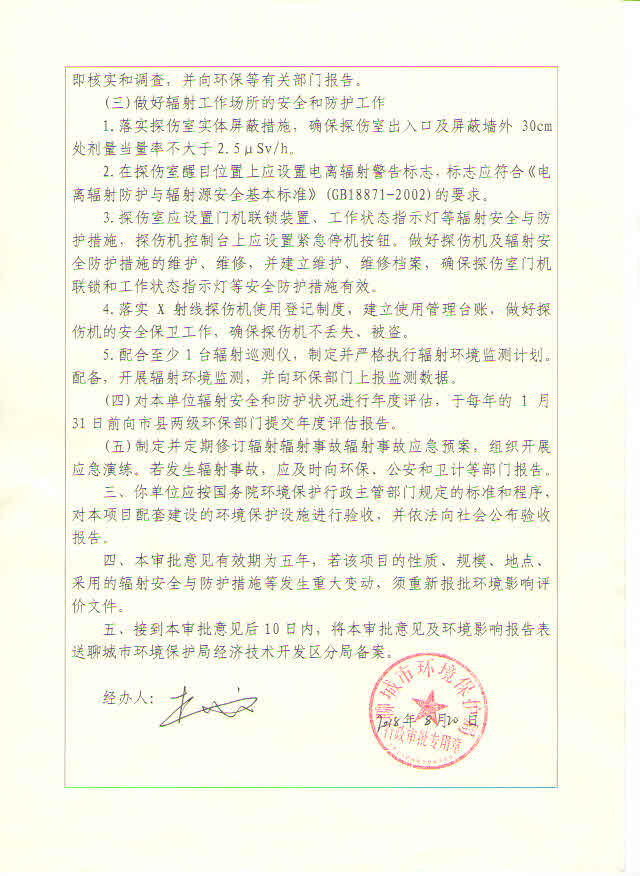 即核实和调查，并向环保等有关部门报告。
(三)做好辐射工作场所的安全和防护工作
1.落实探伤室实体屏蔽措施，确保探伤室出入口及屏蔽墙外 30cm
处剂量当量率不大于 2.5μSv/h。
2.在探伤室醒目位置上应设置电离辐射警告标志，标志应符合《电
离辐射防护与辐射源安全基本标准》(GB18871-2002)的要求。
3.探伤室应设置门机联锁装置、工作状态指示灯等辐射安全与防
护措施，探伤机控制台上应设置紧急停机按钮。做好探伤机及辐射安
全防护措施的维护、维修，并建立维护、维修档案，确保探伤室门机
联锁和工作状态指示灯等安全防护措施有效。
4.落实 X 射线探伤机使用登记制度，建立使用管理台账，做好探
伤机的安全保卫工作，确保探伤机不丢失、被盗。
5.配合至少 1 台辐射巡测仪，制定并严格执行辐射环境监测计划。
配备，开展辐射环境监测，并向环保部门上报监测数据。
(四)对本单位辐射安全和防护状况进行年度评估，于每年的 1 月
31 日前向市县两级环保部门提交年度评估报告。
(五)制定并定期修订辐射辐射事故辐射事故应急预案，组织开展
应急演练。若发生辐射事故，应及时向环保、公安和卫计等部门报告。
三、你单位应按国务院环境保护行政主管部门规定的标准和程序，
对本项目配套建设的环境保护设施进行验收，并依法向社会公布验收
报告。
四、本审批意见有效期为五年，若该项目的性质、规模、地点、
采用的辐射安全与防护措施等发生重大变动，须重新报批环境影响评
价文件。
五、接到本审批意见后 10 日内，将本审批意见及环境影响报告表
送聊城市环境保护局经济技术开发区分局备案。
经办人：
聊城市环境保护局
2018年 8月20日
行政审批专用章